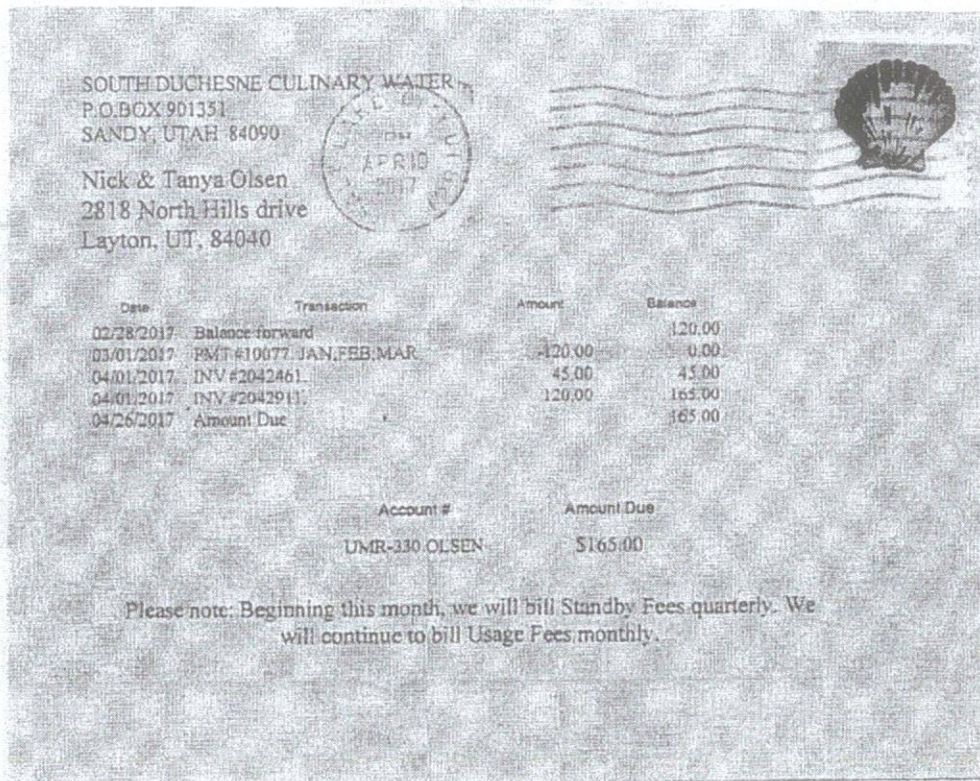 SOUTH DUCHESNE CULINARY WATER
P.O.BOX 901351
SANDY, UTAH 84090
APR 10
2017
Nick & Tanya Olsen
2818 North Hills drive
Layton, UT, 84040
Date Transaction Amount Balance
02/28/2017 Balance forward 120.00
03/01/2017 PMT #10077. JAN,FEB,MAR -120.00 0.00
04/01/2017 INV #2042461. 45.00 45.00
04/01/2017 INV #2042911. 120.00 165.00
04/26/2017 Amount Due 165.00
Account # Amount Due
UMR-330 OLSEN $165.00
Please note: Beginning this month, we will bill Standby Fees quarterly. We
will continue to bill Usage Fees monthly.